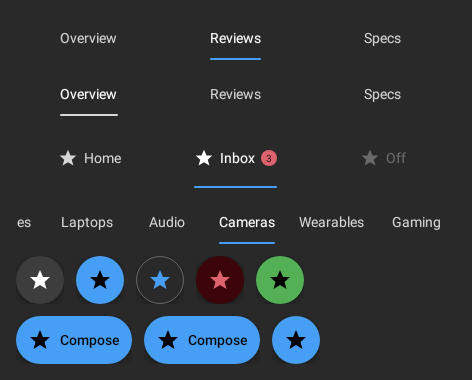 Overview Reviews Specs
Overview Reviews Specs
Home Inbox 3 Off
es Laptops Audio Cameras Wearables Gaming
Compose Compose